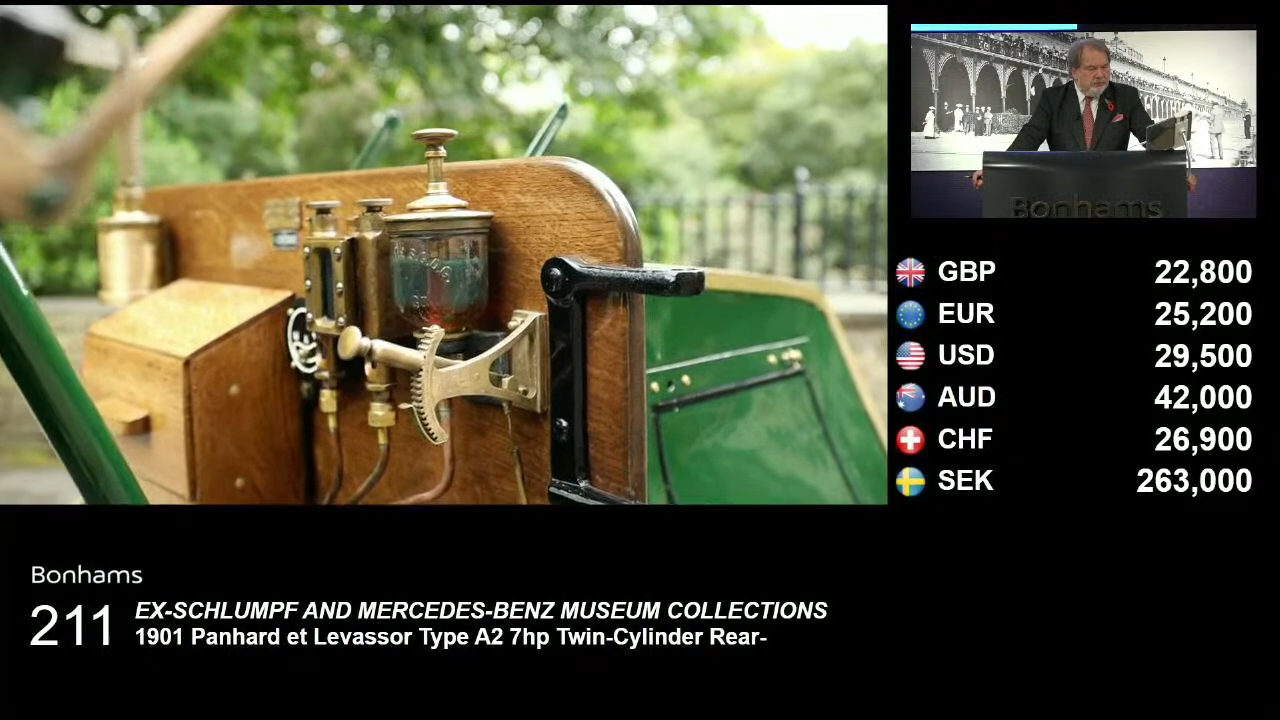 Bonhams
GBP 22,800
EUR 25,200
USD 29,500
AUD 42,000
CHF 26,900
SEK 263,000
Bonhams
211
EX-SCHLUMPF AND MERCEDES-BENZ MUSEUM COLLECTIONS
1901 Panhard et Levassor Type A2 7hp Twin-Cylinder Rear-